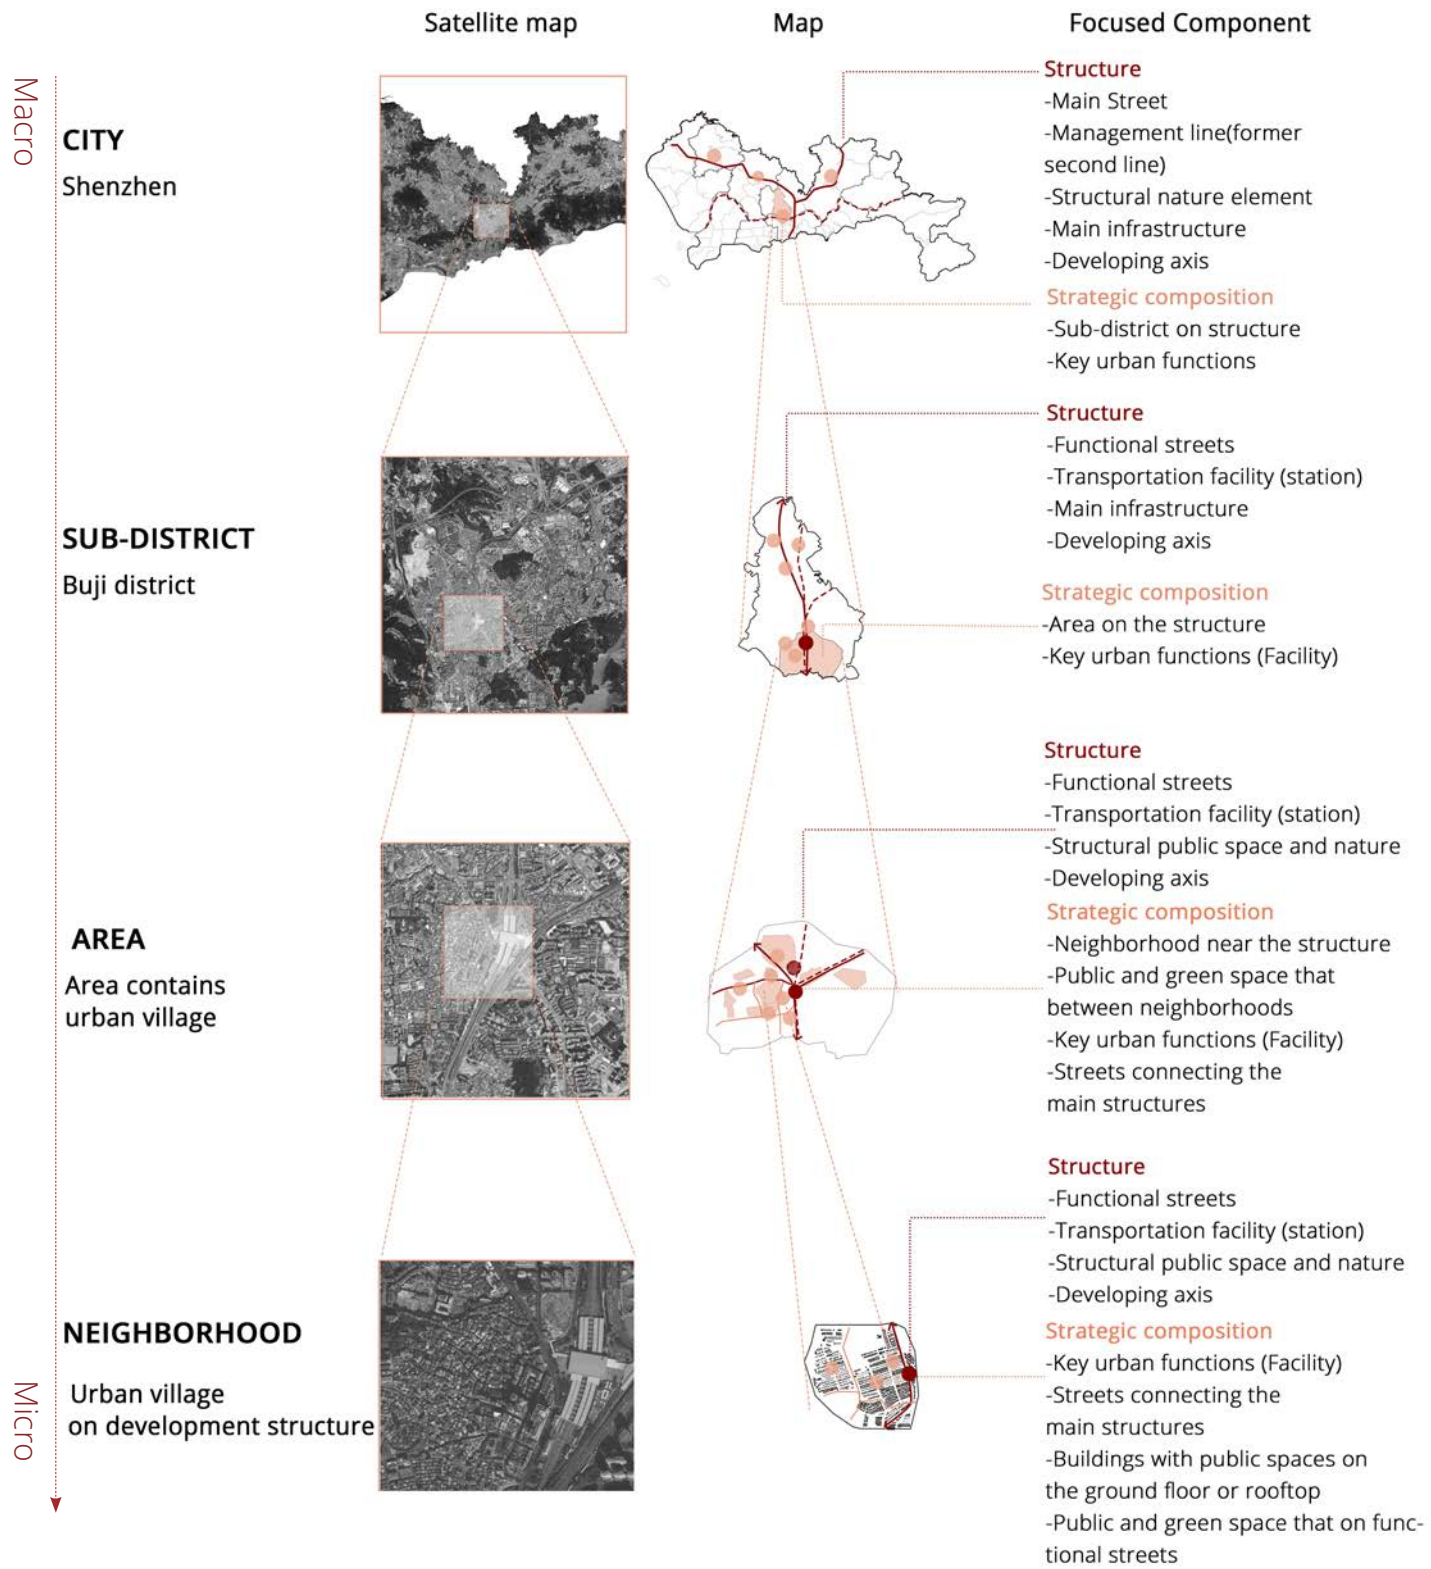 Satellite map
Map
Focused Component
Macro
CITY
Shenzhen
Structure
-Main Street
-Management line(former
second line)
-Structural nature element
-Main infrastructure
-Developing axis
Strategic composition
-Sub-district on structure
-Key urban functions
SUB-DISTRICT
Buji district
Structure
-Functional streets
-Transportation facility (station)
-Main infrastructure
-Developing axis
Strategic composition
-Area on the structure
-Key urban functions (Facility)
AREA
Area contains
urban village
Structure
-Functional streets
-Transportation facility (station)
-Structural public space and nature
-Developing axis
Strategic composition
-Neighborhood near the structure
-Public and green space that
between neighborhoods
-Key urban functions (Facility)
-Streets connecting the
main structures
NEIGHBORHOOD
Urban village
on development structure
Micro
Structure
-Functional streets
-Transportation facility (station)
-Structural public space and nature
-Developing axis
Strategic composition
-Key urban functions (Facility)
-Streets connecting the
main structures
-Buildings with public spaces on
the ground floor or rooftop
-Public and green space that on func-
tional streets